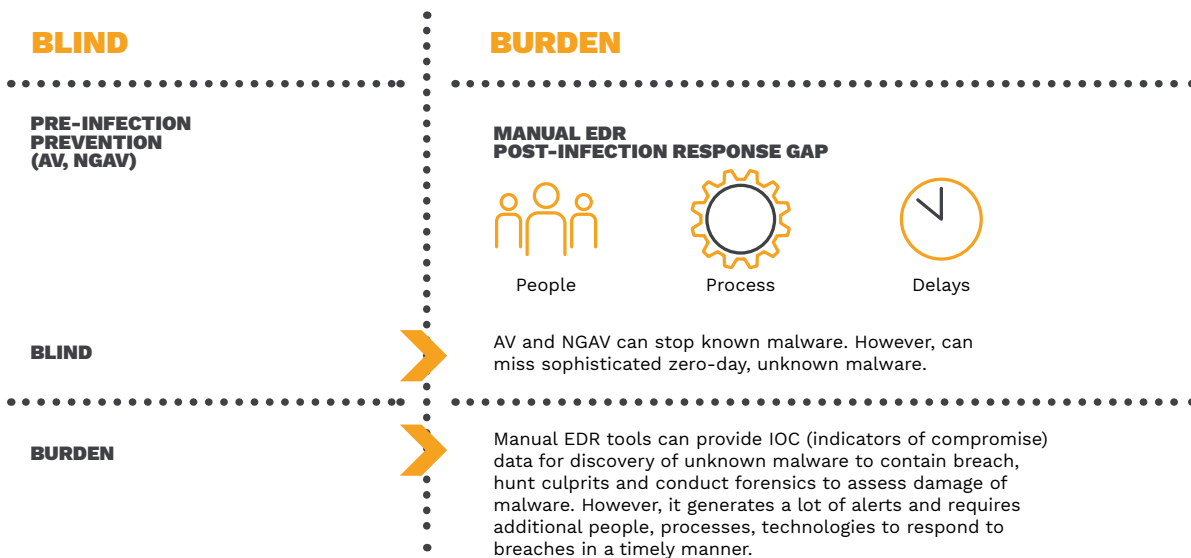 BLIND
BURDEN
PRE-INFECTION
PREVENTION
(AV, NGAV)
MANUAL EDR
POST-INFECTION RESPONSE GAP
People
Process
Delays
BLIND
AV and NGAV can stop known malware. However, can
miss sophisticated zero-day, unknown malware.
BURDEN
Manual EDR tools can provide IOC (indicators of compromise)
data for discovery of unknown malware to contain breach,
hunt culprits and conduct forensics to assess damage of
malware. However, it generates a lot of alerts and requires
additional people, processes, technologies to respond to
breaches in a timely manner.